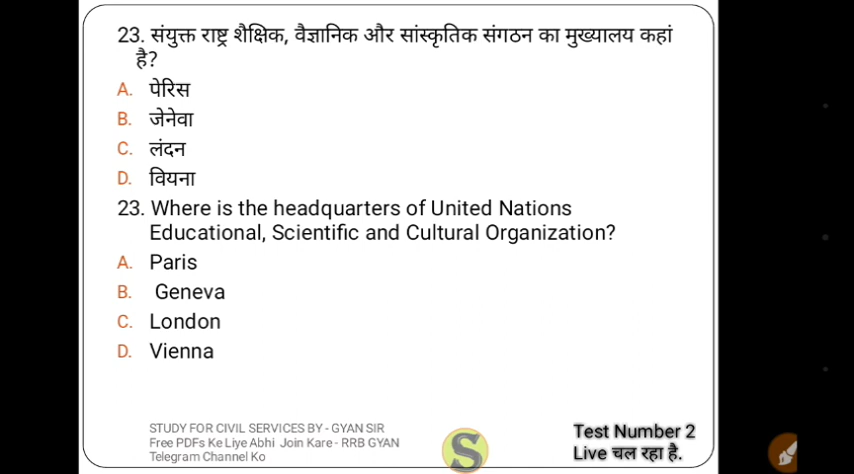 23. संयुक्त राष्ट्र शैक्षिक, वैज्ञानिक और सांस्कृतिक संगठन का मुख्यालय कहां
है?
A. पेरिस
B. जेनेवा
C. लंदन
D. वियना
23. Where is the headquarters of United Nations
Educational, Scientific and Cultural Organization?
A. Paris
B. Geneva
C. London
D. Vienna
STUDY FOR CIVIL SERVICES BY - GYAN SIR
Free PDFs Ke Liye Abhi Join Kare - RRB GYAN
Telegram Channel Ko
S
Test Number 2
Live चल रहा है.